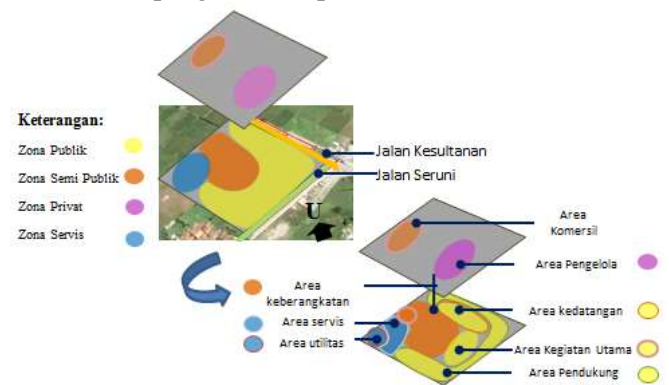 Keterangan:
Zona Publik
Zona Semi Publik
Zona Privat
Zona Servis
Jalan Kesultanan
Jalan Seruni
U
Area
Komersil
Area Pengelola
Area
keberangkatan
Area kedatangan
Area servis
Area utilitas
Area Kegiatan Utama
Area Pendukung